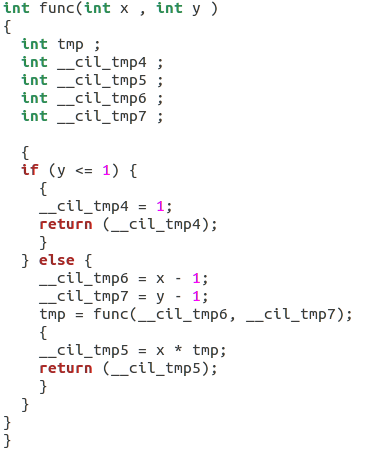 int func(int x , int y )
{
  int tmp ;
  int __cil_tmp4 ;
  int __cil_tmp5 ;
  int __cil_tmp6 ;
  int __cil_tmp7 ;

  {
  if (y <= 1) {
    {
    __cil_tmp4 = 1;
    return (__cil_tmp4);
    }
  } else {
    __cil_tmp6 = x - 1;
    __cil_tmp7 = y - 1;
    tmp = func(__cil_tmp6, __cil_tmp7);
    {
    __cil_tmp5 = x * tmp;
    return (__cil_tmp5);
    }
  }
}
}